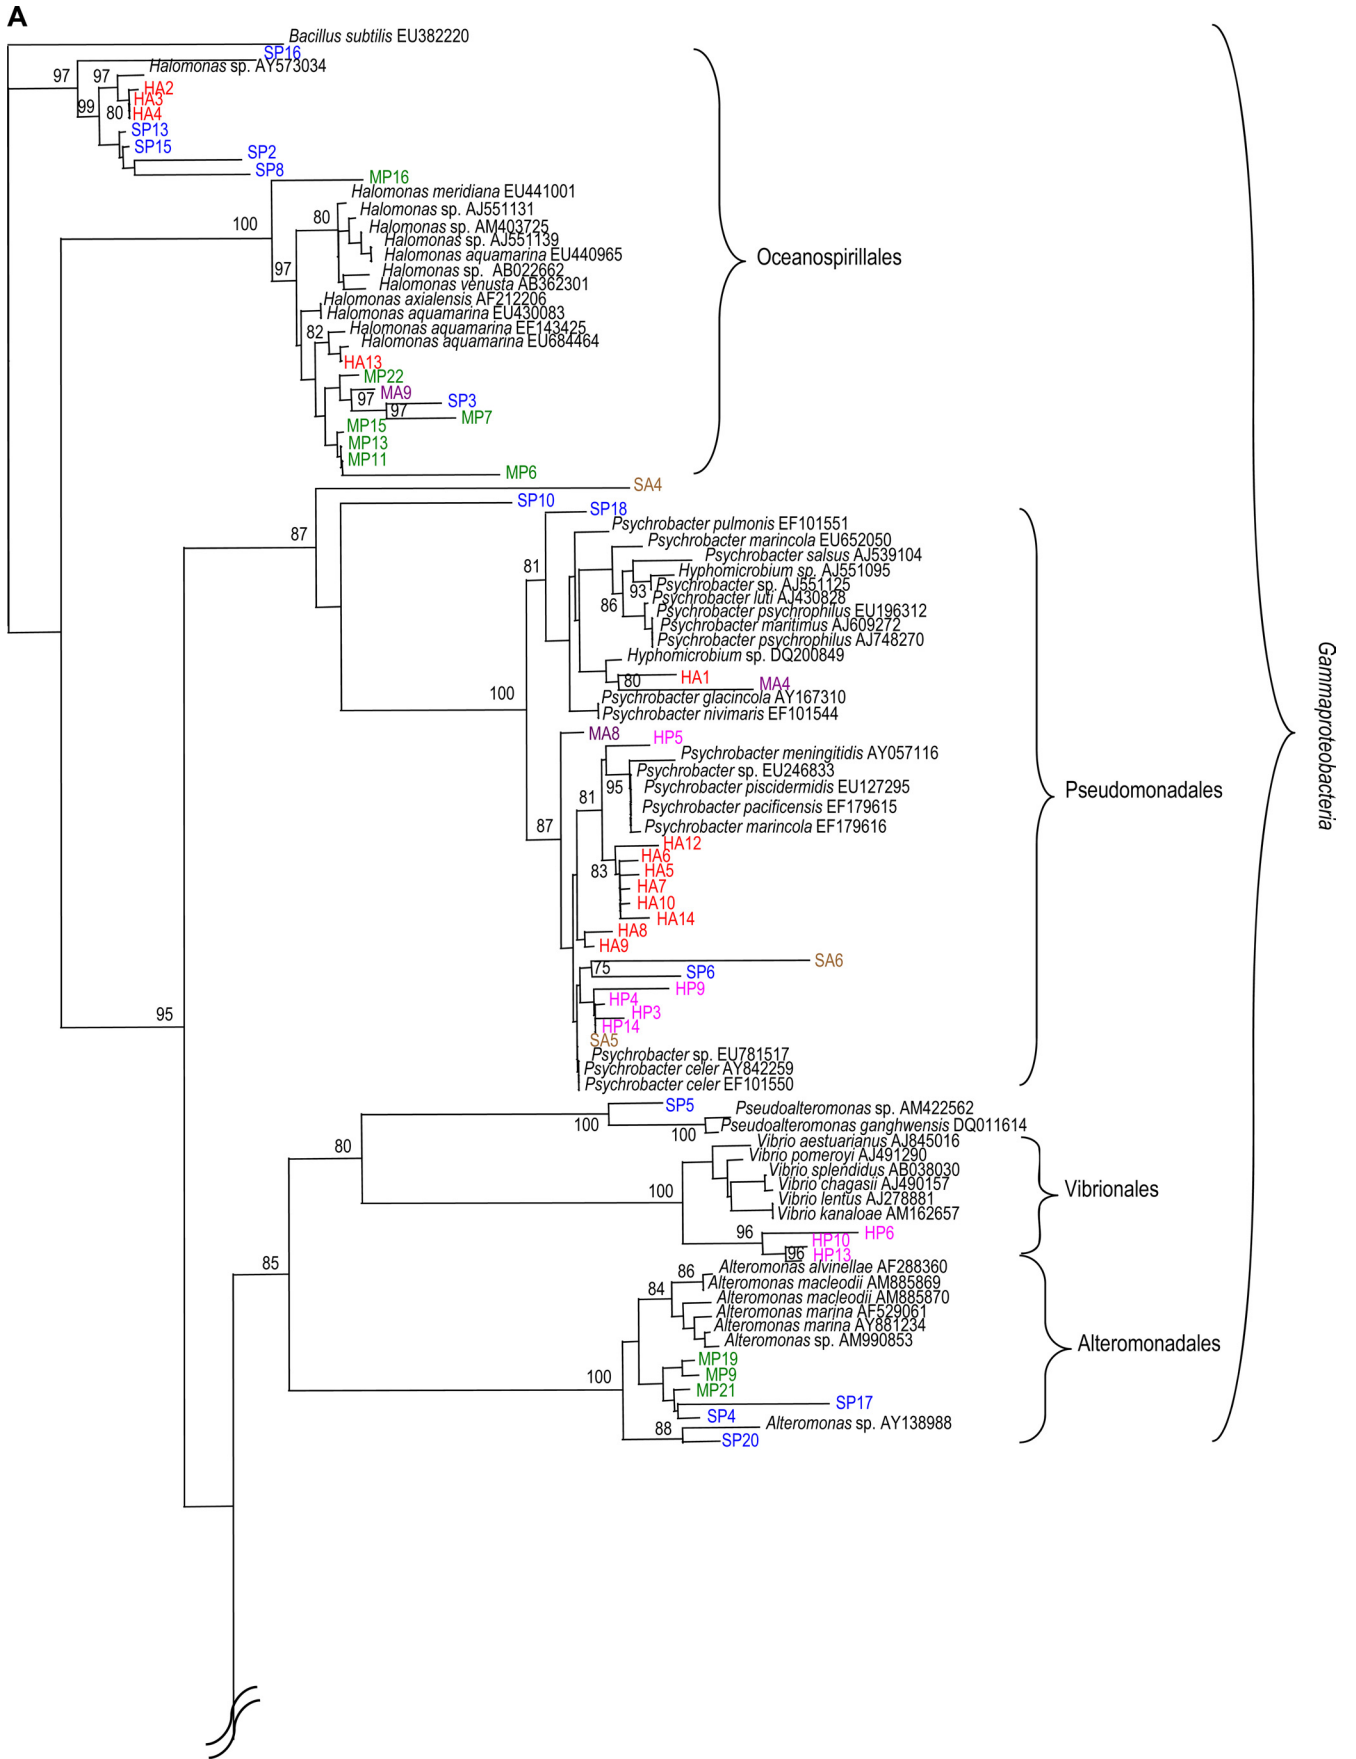 A
Bacillus subtilis EU382220
SP16
Halomonas sp. AY573034
97
97
HA2
HA3
99
80
HA4
SP13
SP15
SP2
SP8
MP16
Halomonas meridiana EU441001
Halomonas sp. AJ551131
80
100
Halomonas sp. AM403725
Halomonas sp. AJ551139
Halomonas aquamarina EU440965
Oceanospirillales
97
Halomonas sp. AB022662
Halomonas venusta AB362301
Halomonas axialensis AF212206
Halomonas aquamarina EU430083
82
Halomonas aquamarina EF143425
Halomonas aquamarina EU684464
HA13
MP22
MA9
97
SP3
97
MP7
MP15
MP13
MP11
MP6
SA4
SP10
SP18
Psychrobacter pulmonis EF101551
87
Psychrobacter marincola EU652050
Psychrobacter salsus AJ539104
81
Hyphomicrobium sp. AJ551095
Psychrobacter sp. AJ551125
93
Psychrobacter luti AJ430828
86
Psychrobacter psychrophilus EU196312
Psychrobacter maritimus AJ609272
Psychrobacter psychrophilus AJ748270
Hyphomicrobium sp. DQ200849
HA1
80
MA4
100
Psychrobacter glacincola AY167310
Psychrobacter nivimaris EF101544
Gammaproteobacteria
MA8
HP5
Psychrobacter meningitidis AY057116
Psychrobacter sp. EU246833
95
Psychrobacter piscidermidis EU127295
Pseudomonadales
81
Psychrobacter pacificensis EF179615
87
Psychrobacter marincola EF179616
HA12
HA6
83
HA5
HA7
HA10
HA14
HA8
HA9
SA6
75
SP6
HP9
HP4
HP3
95
HP14
SA5
Psychrobacter sp. EU781517
Psychrobacter celer AY842259
Psychrobacter celer EF101550
SP5
Pseudoalteromonas sp. AM422562
100
Pseudoalteromonas ganghwensis DQ011614
100
Vibrio aestuarianus AJ845016
80
Vibrio pomeroyi AJ491290
Vibrio splendidus AB038030
Vibrio chagasii AJ490157
100
Vibrionales
Vibrio lentus AJ278881
Vibrio kanaloae AM162657
96
HP6
HP10
96
HP13
85
Alteromonas alvinellae AF288360
86
Alteromonas macleodii AM885869
84
Alteromonas macleodii AM885870
Alteromonas marina AF529061
Alteromonas marina AY881234
Alteromonas sp. AM990853
Alteromonadales
MP19
MP9
100
MP21
SP17
SP4
Alteromonas sp. AY138988
88
SP20